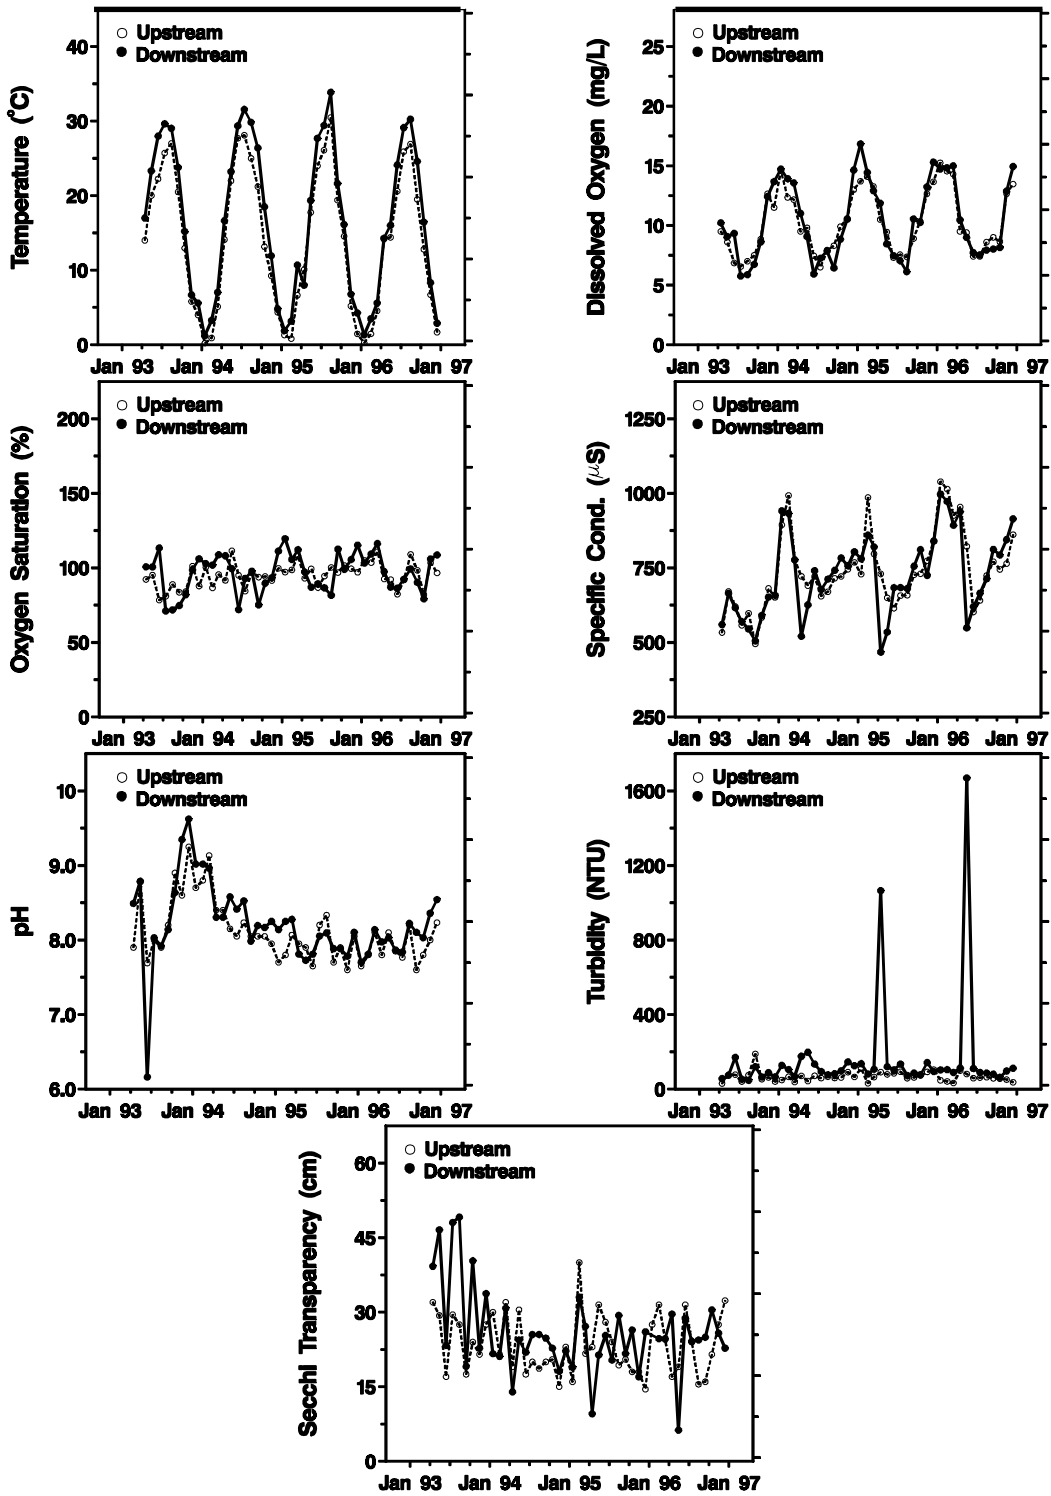 Upstream
Downstream
Temperature (°C)
40
30
20
10
0
Jan 93 Jan 94 Jan 95 Jan 96 Jan 97
Upstream
Downstream
Dissolved Oxygen (mg/L)
25
20
15
10
5
0
Jan 93 Jan 94 Jan 95 Jan 96 Jan 97
Upstream
Downstream
Oxygen Saturation (%)
200
150
100
50
0
Jan 93 Jan 94 Jan 95 Jan 96 Jan 97
Upstream
Downstream
Specific Cond. (μS)
1250
1000
750
500
250
Jan 93 Jan 94 Jan 95 Jan 96 Jan 97
Upstream
Downstream
pH
10
9.0
8.0
7.0
6.0
Jan 93 Jan 94 Jan 95 Jan 96 Jan 97
Upstream
Downstream
Turbidity (NTU)
1600
1200
800
400
0
Jan 93 Jan 94 Jan 95 Jan 96 Jan 97
Upstream
Downstream
Secchi Transparency (cm)
60
45
30
15
0
Jan 93 Jan 94 Jan 95 Jan 96 Jan 97